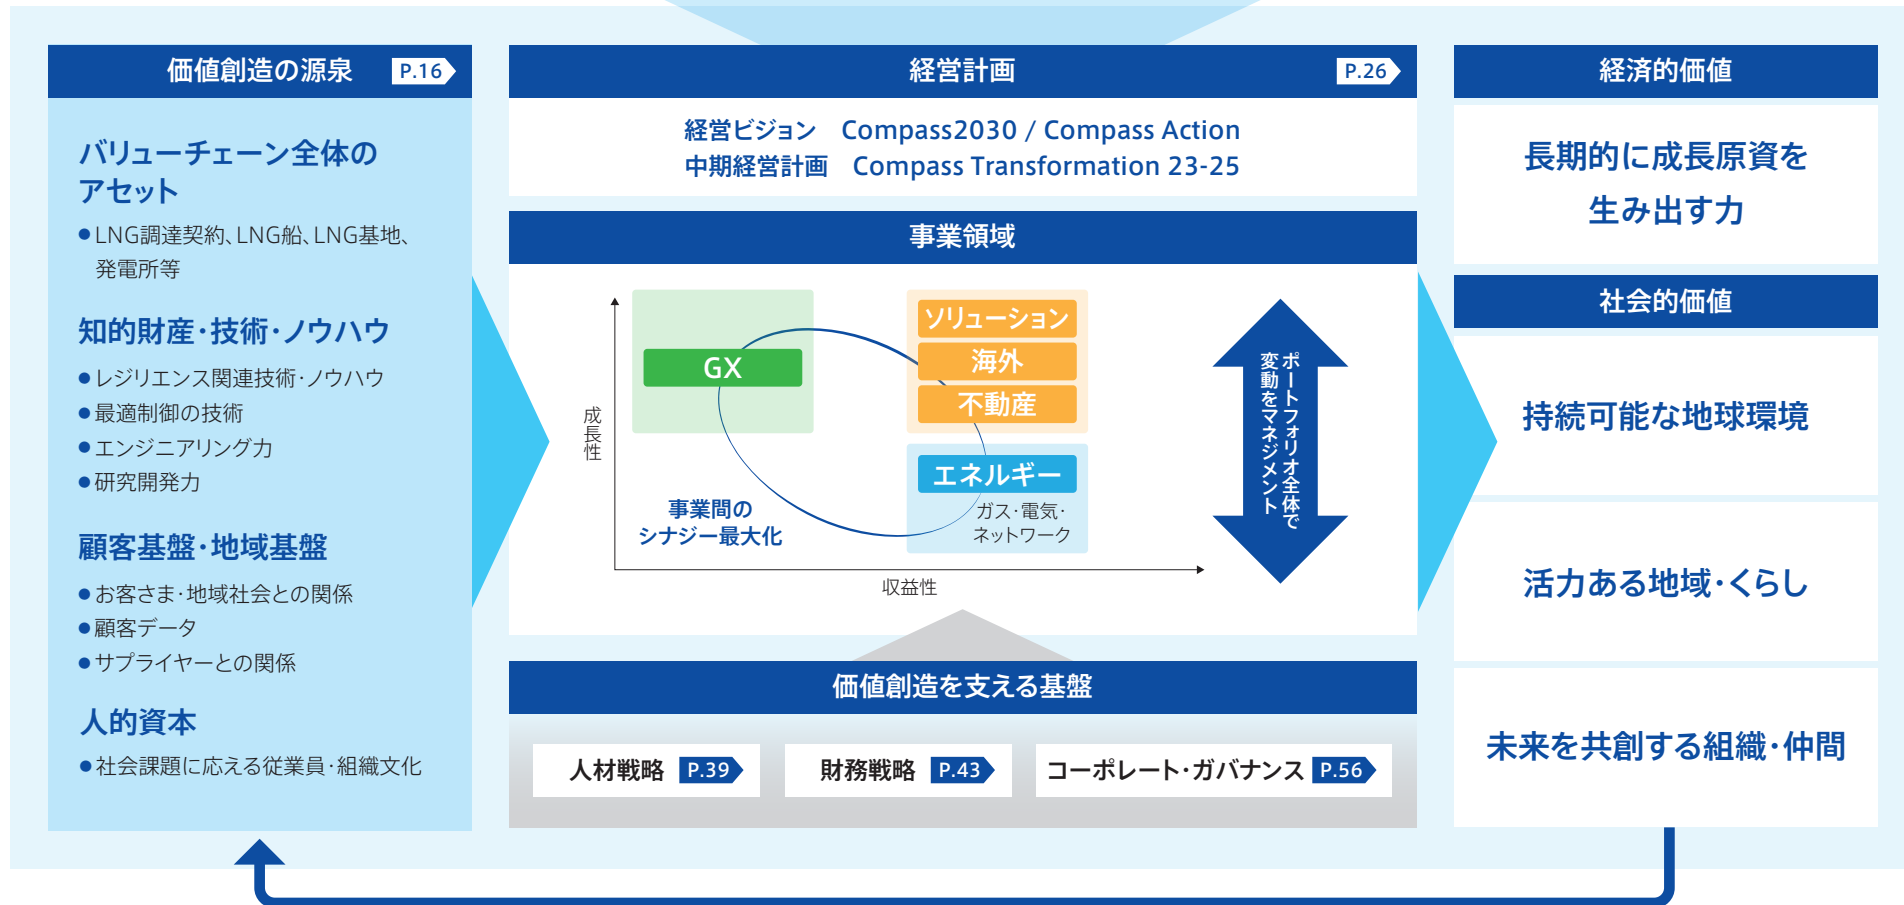 価値創造の源泉 P.16
バリューチェーン全体の
アセット
●LNG調達契約、LNG船、LNG基地、
発電所等
知的財産・技術・ノウハウ
●レジリエンス関連技術・ノウハウ
●最適制御の技術
●エンジニアリング力
●研究開発力
顧客基盤・地域基盤
●お客さま・地域社会との関係
●顧客データ
●サプライヤーとの関係
人的資本
●社会課題に応える従業員・組織文化
経営計画 P.26
経営ビジョン Compass2030 / Compass Action
中期経営計画 Compass Transformation 23-25
事業領域
成長性
GX
ソリューション
海外
不動産
エネルギー
ガス・電気・
ネットワーク
事業間の
シナジー最大化
収益性
ポートフォリオ全体で
変動をマネジメント
価値創造を支える基盤
人材戦略 P.39
財務戦略 P.43
コーポレート・ガバナンス P.56
経済的価値
長期的に成長原資を
生み出す力
社会的価値
持続可能な地球環境
活力ある地域・くらし
未来を共創する組織・仲間